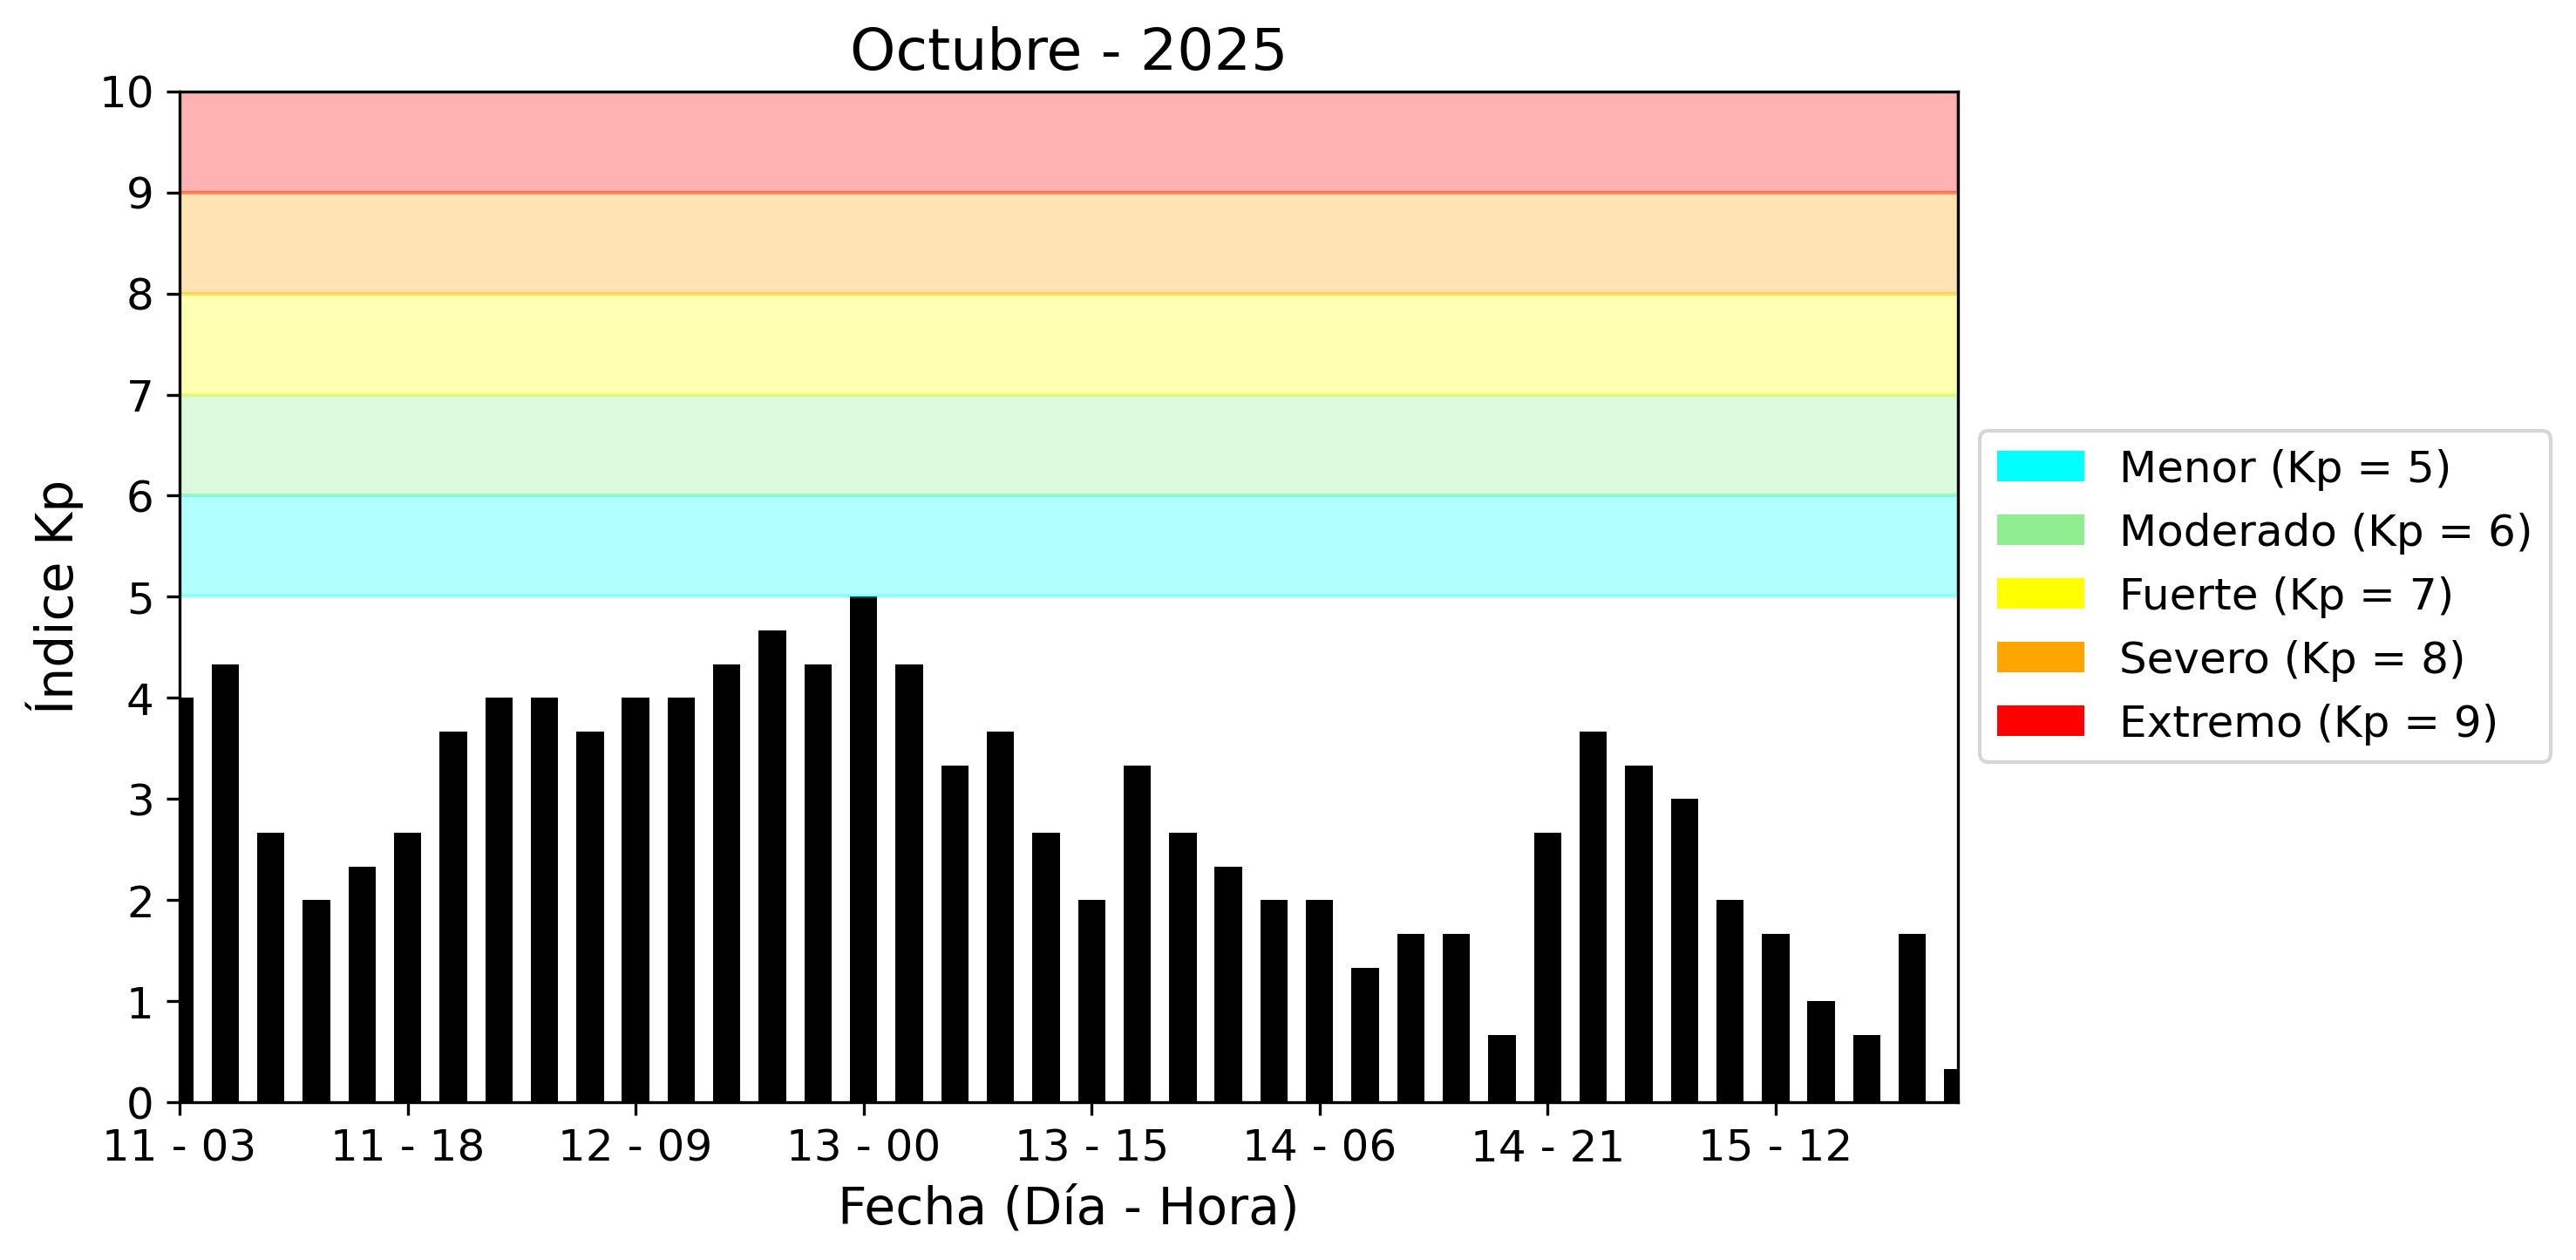 Octubre - 2025
10
9
8
7
6
5
4
3
2
1
0
Índice Kp
11 - 03
11 - 18
12 - 09
13 - 00
13 - 15
14 - 06
14 - 21
15 - 12
Fecha (Día - Hora)
Menor (Kp = 5)
Moderado (Kp = 6)
Fuerte (Kp = 7)
Severo (Kp = 8)
Extremo (Kp = 9)